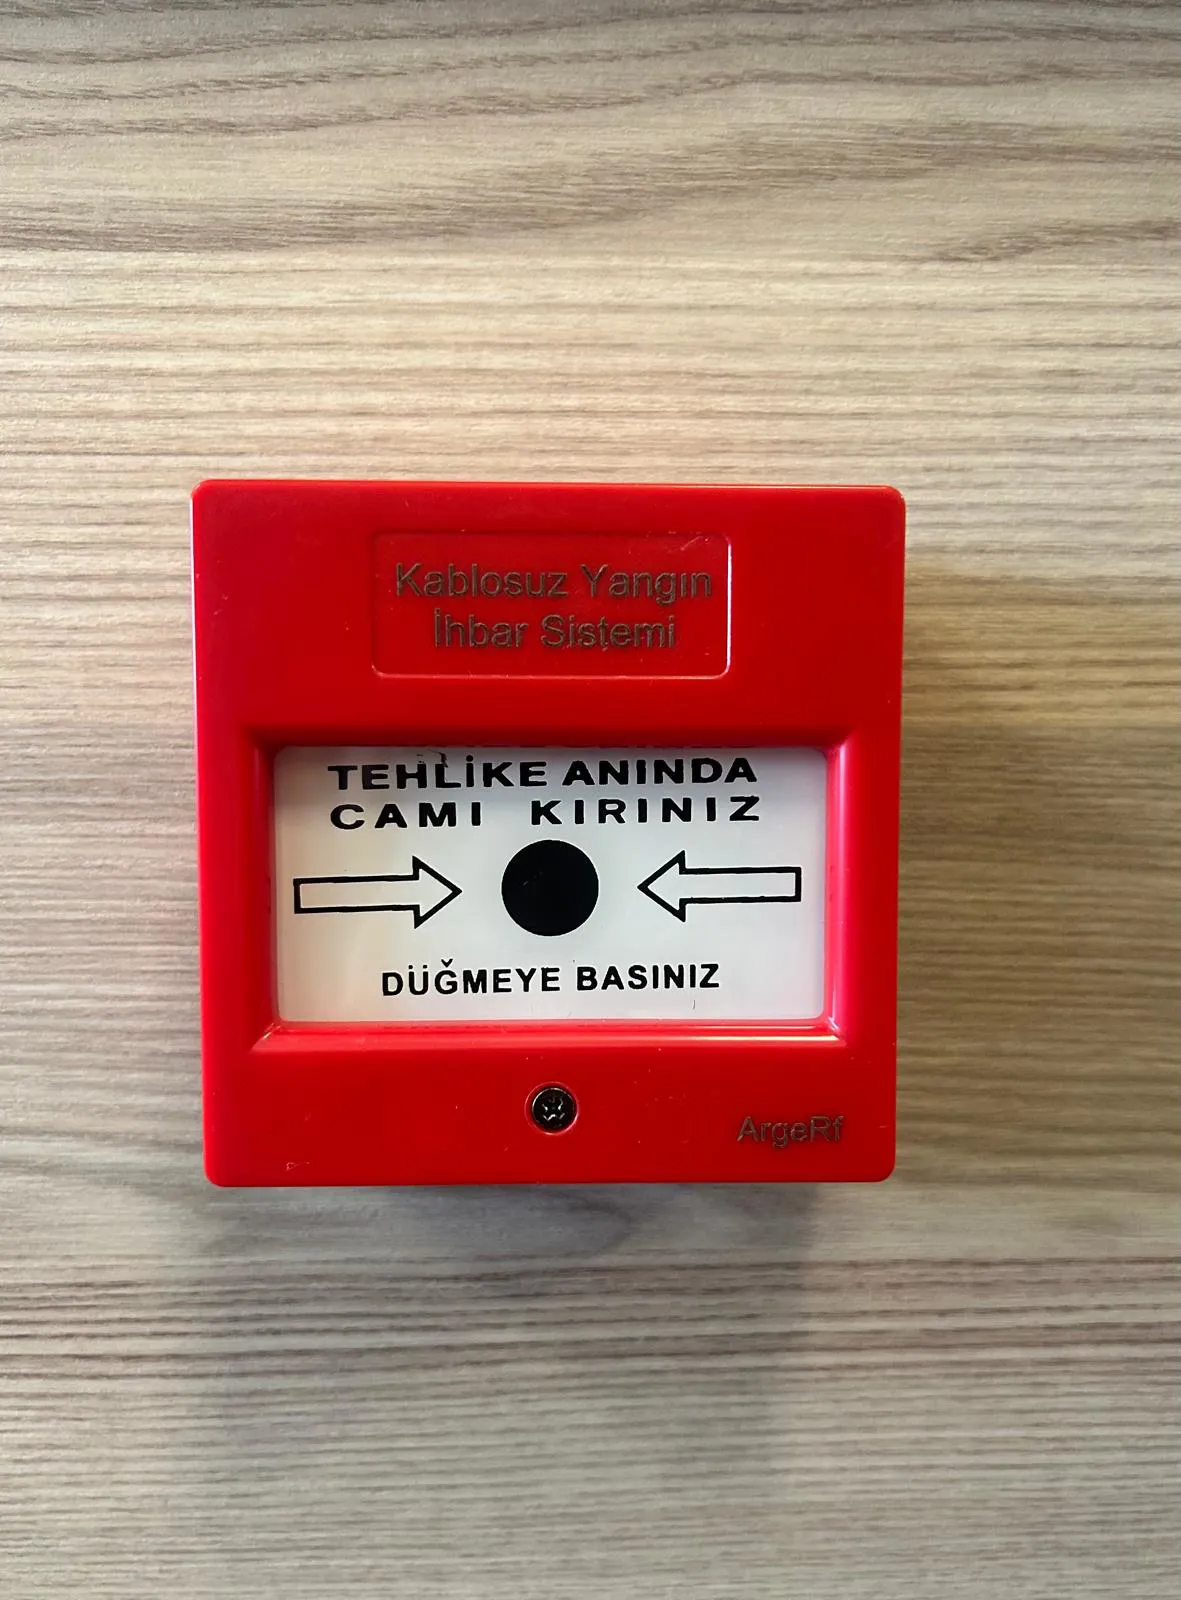 Kablosuz Yangın
İhbar Sistemi
TEHLİKE ANINDA
CAMI KIRINIZ
DÜĞMEYE BASINIZ
ArgeRf